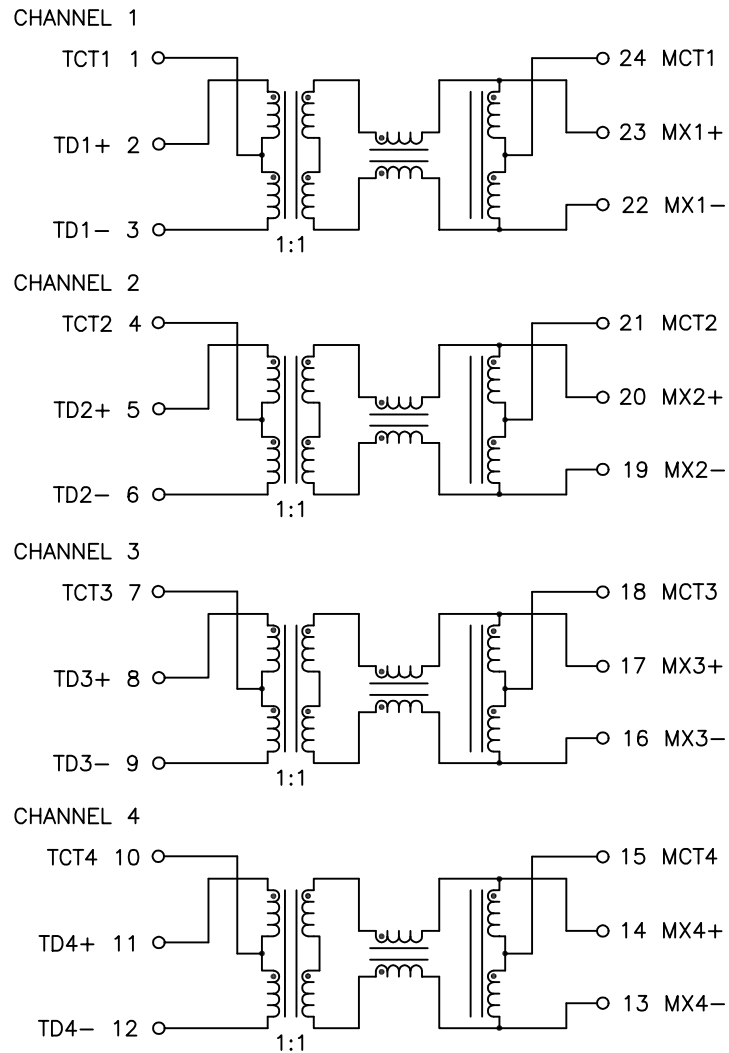 CHANNEL 1
TCT1 1
24 MCT1
TD1+ 2
23 MX1+
TD1− 3
22 MX1−
1:1
CHANNEL 2
TCT2 4
21 MCT2
TD2+ 5
20 MX2+
TD2− 6
19 MX2−
1:1
CHANNEL 3
TCT3 7
18 MCT3
TD3+ 8
17 MX3+
TD3− 9
16 MX3−
1:1
CHANNEL 4
TCT4 10
15 MCT4
TD4+ 11
14 MX4+
TD4− 12
13 MX4−
1:1